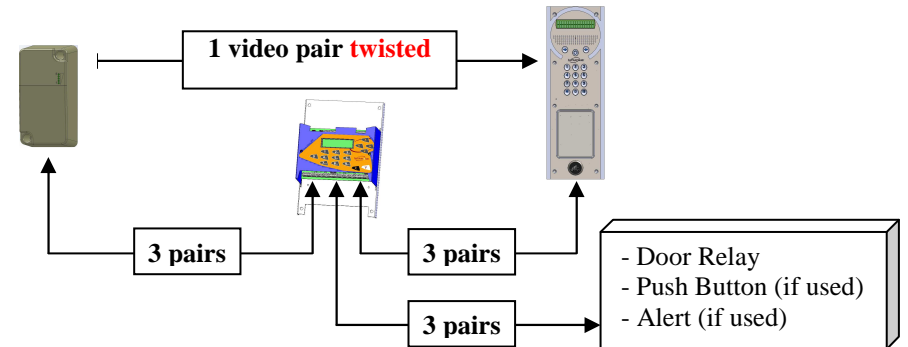 1 video pair twisted
3 pairs
3 pairs
3 pairs
- Door Relay
- Push Button (if used)
- Alert (if used)